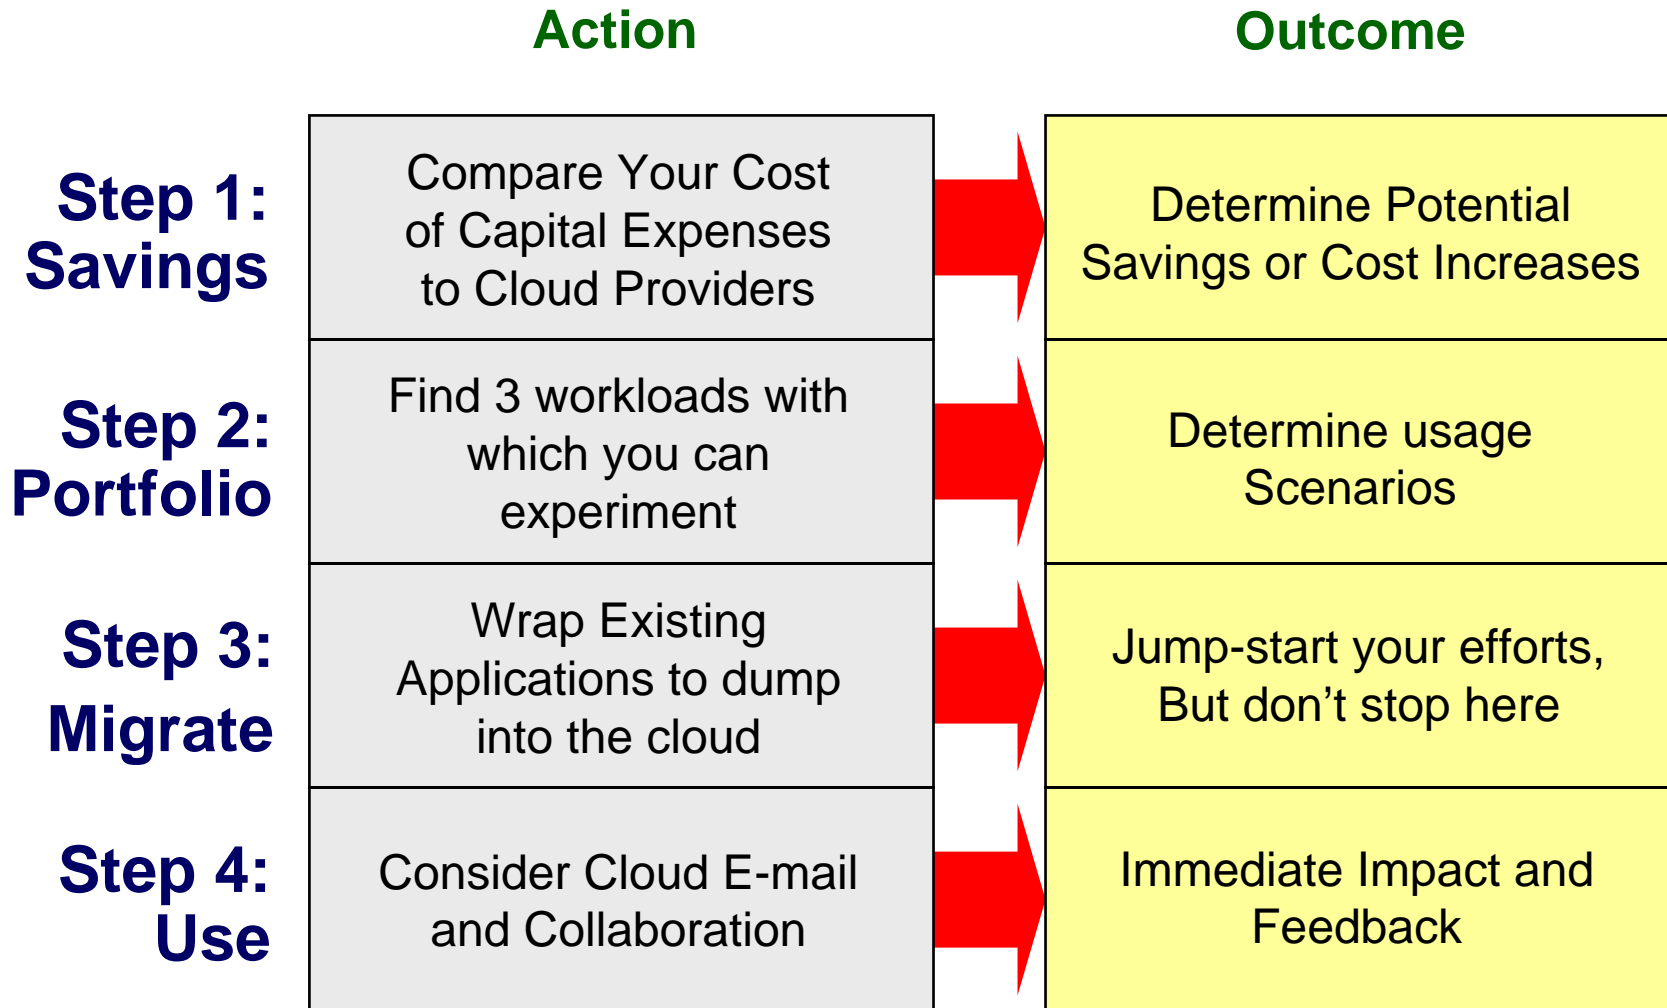 Action
Outcome
Step 1:
Savings
Compare Your Cost
of Capital Expenses
to Cloud Providers
Determine Potential
Savings or Cost Increases
Step 2:
Portfolio
Find 3 workloads with
which you can
experiment
Determine usage
Scenarios
Step 3:
Migrate
Wrap Existing
Applications to dump
into the cloud
Jump-start your efforts,
But don’t stop here
Step 4:
Use
Consider Cloud E-mail
and Collaboration
Immediate Impact and
Feedback